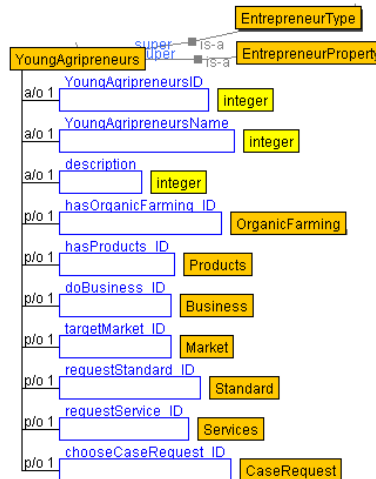 EntrepreneurType
super is-a
super is-a EntrepreneurProperty
YoungAgripreneurs
YoungAgripreneursID
a/o 1 integer
YoungAgripreneursName
a/o 1 integer
description
a/o 1 integer
hasOrganicFarming_ID
p/o 1 OrganicFarming
hasProducts_ID
p/o 1 Products
doBusiness_ID
p/o 1 Business
targetMarket_ID
p/o 1 Market
requestStandard_ID
p/o 1 Standard
requestService_ID
p/o 1 Services
chooseCaseRequest_ID
p/o 1 CaseRequest